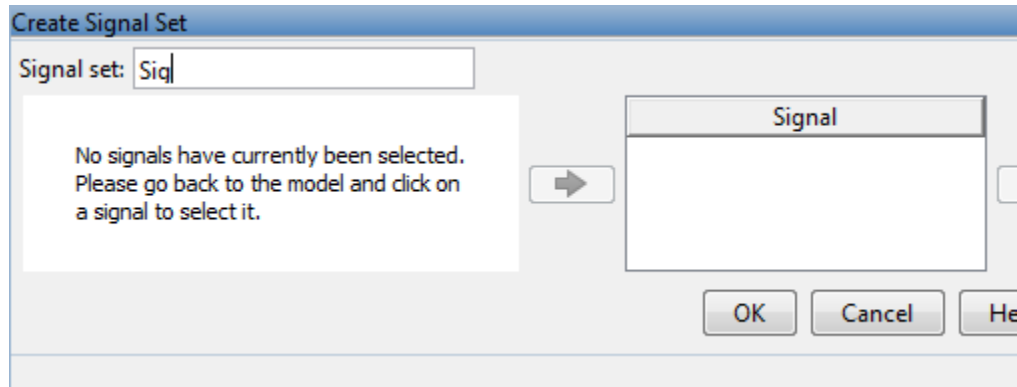 Create Signal Set
Signal set: Sig
No signals have currently been selected.
Please go back to the model and click on
a signal to select it.
Signal
OK Cancel He